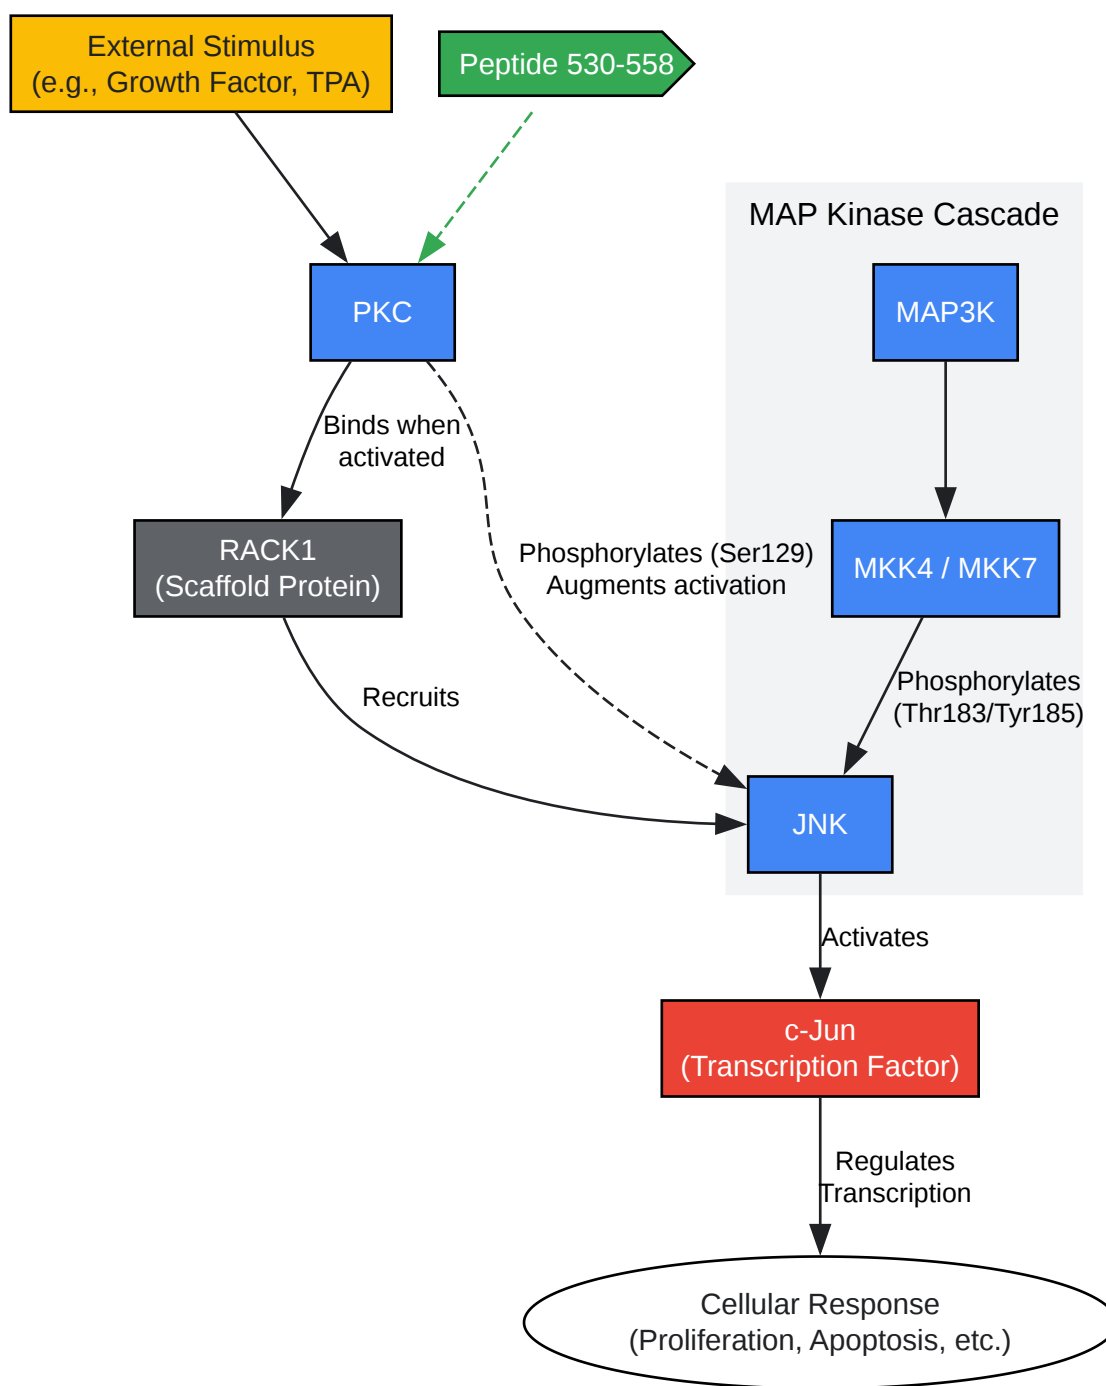 External Stimulus
(e.g., Growth Factor, TPA)
Peptide 530-558
MAP Kinase Cascade
PKC
MAP3K
Binds when
activated
RACK1
(Scaffold Protein)
Phosphorylates (Ser129)
Augments activation
MKK4 / MKK7
Recruits
Phosphorylates
(Thr183/Tyr185)
JNK
Activates
c-Jun
(Transcription Factor)
Regulates
Transcription
Cellular Response
(Proliferation, Apoptosis, etc.)